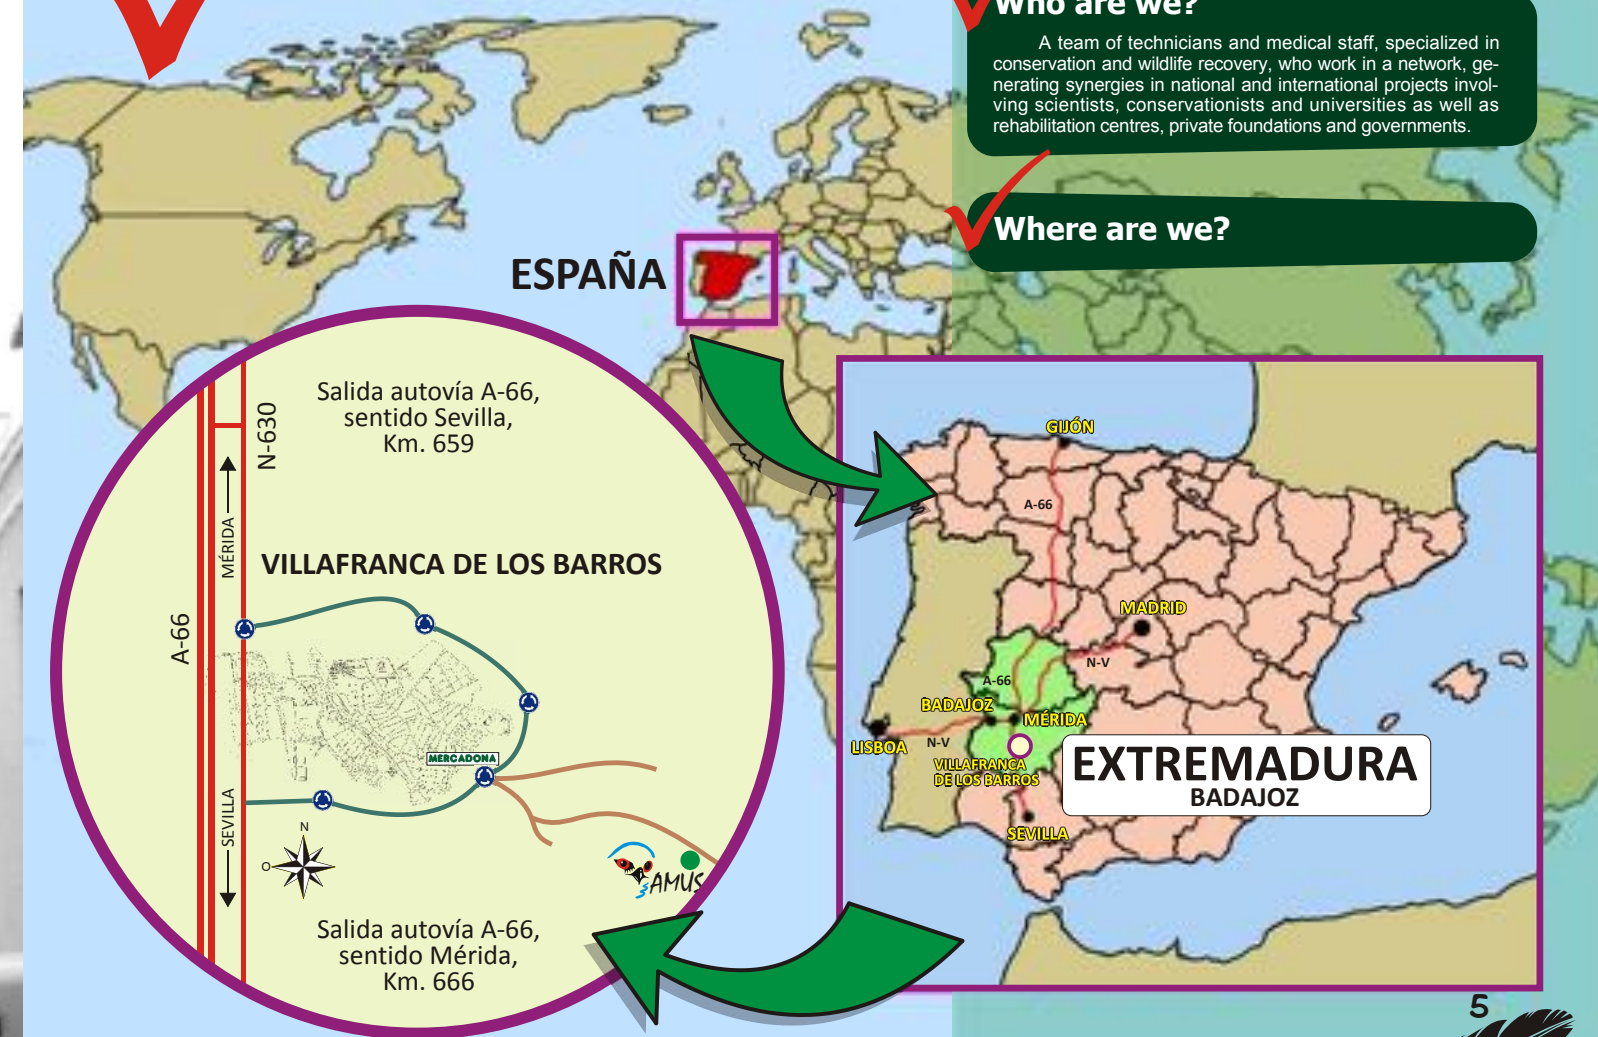 Who are we?
A team of technicians and medical staff, specialized in
conservation and wildlife recovery, who work in a network, ge-
nerating synergies in national and international projects invol-
ving scientists, conservationists and universities as well as
rehabilitation centres, private foundations and governments.
Where are we?
ESPAÑA
Salida autovía A-66,
sentido Sevilla,
Km. 659
N-630
MÉRIDA
VILLAFRANCA DE LOS BARROS
A-66
MERCADONA
SEVILLA
N
O
AMUS
Salida autovía A-66,
sentido Mérida,
Km. 666
GIJÓN
A-66
MADRID
N-V
A-66
BADAJOZ
MÉRIDA
LISBOA
N-V
VILLAFRANCA
DE LOS BARROS
EXTREMADURA
BADAJOZ
SEVILLA
5